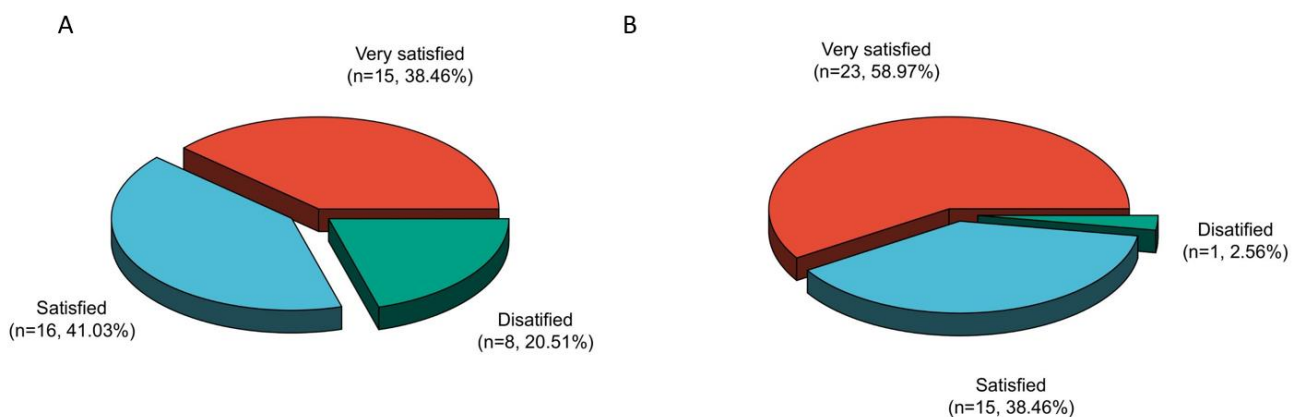 A
Very satisfied
(n=15, 38.46%)
Satisfied
(n=16, 41.03%)
Disatified
(n=8, 20.51%)
B
Very satisfied
(n=23, 58.97%)
Disatified
(n=1, 2.56%)
Satisfied
(n=15, 38.46%)